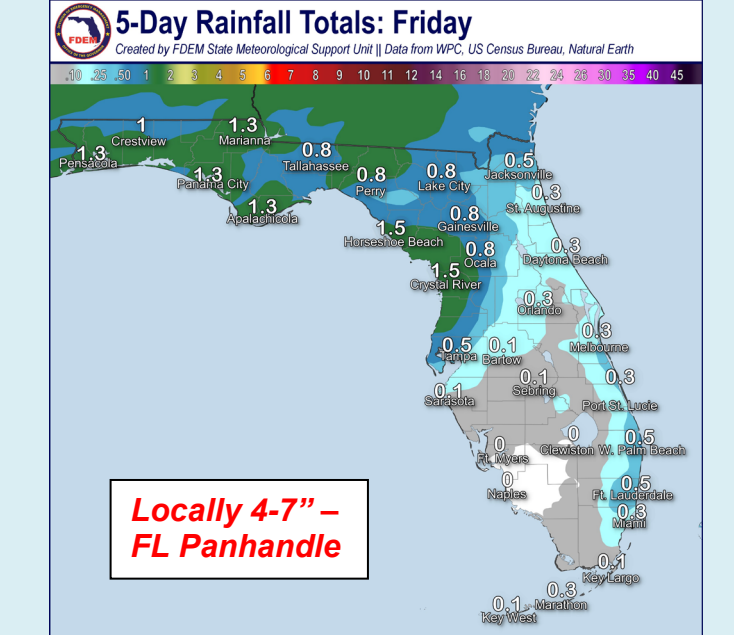 5-Day Rainfall Totals: Friday
Created by FDEM State Meteorological Support Unit || Data from WPC, US Census Bureau, Natural Earth
FDEM
.10 .25 .50 1 2 3 4 5 6 7 8 9 10 11 12 14 16 18 20 22 24 26 30 35 40 45
1
Crestview
1.3
Marianna
1.3
Pensacola
0.8
Tallahassee
1.3
Panama City
0.8
Perry
0.8
Lake City
0.5
Jacksonville
0.3
St. Augustine
1.3
Apalachicola
0.8
Gainesville
1.5
Horseshoe Beach
0.8
Ocala
0.3
Daytona Beach
1.5
Crystal River
0.3
Orlando
0.5
Tampa
0.1
Bartow
0.3
Melbourne
0.1
Sarasota
0.1
Sebring
0.3
Port St. Lucie
0
Ft. Myers
0
Clewiston
0.5
W. Palm Beach
0
Naples
0.5
Ft. Lauderdale
0.3
Miami
0.1
Key Largo
0.3
Marathon
0.1
Key West
Locally 4-7” –
FL Panhandle